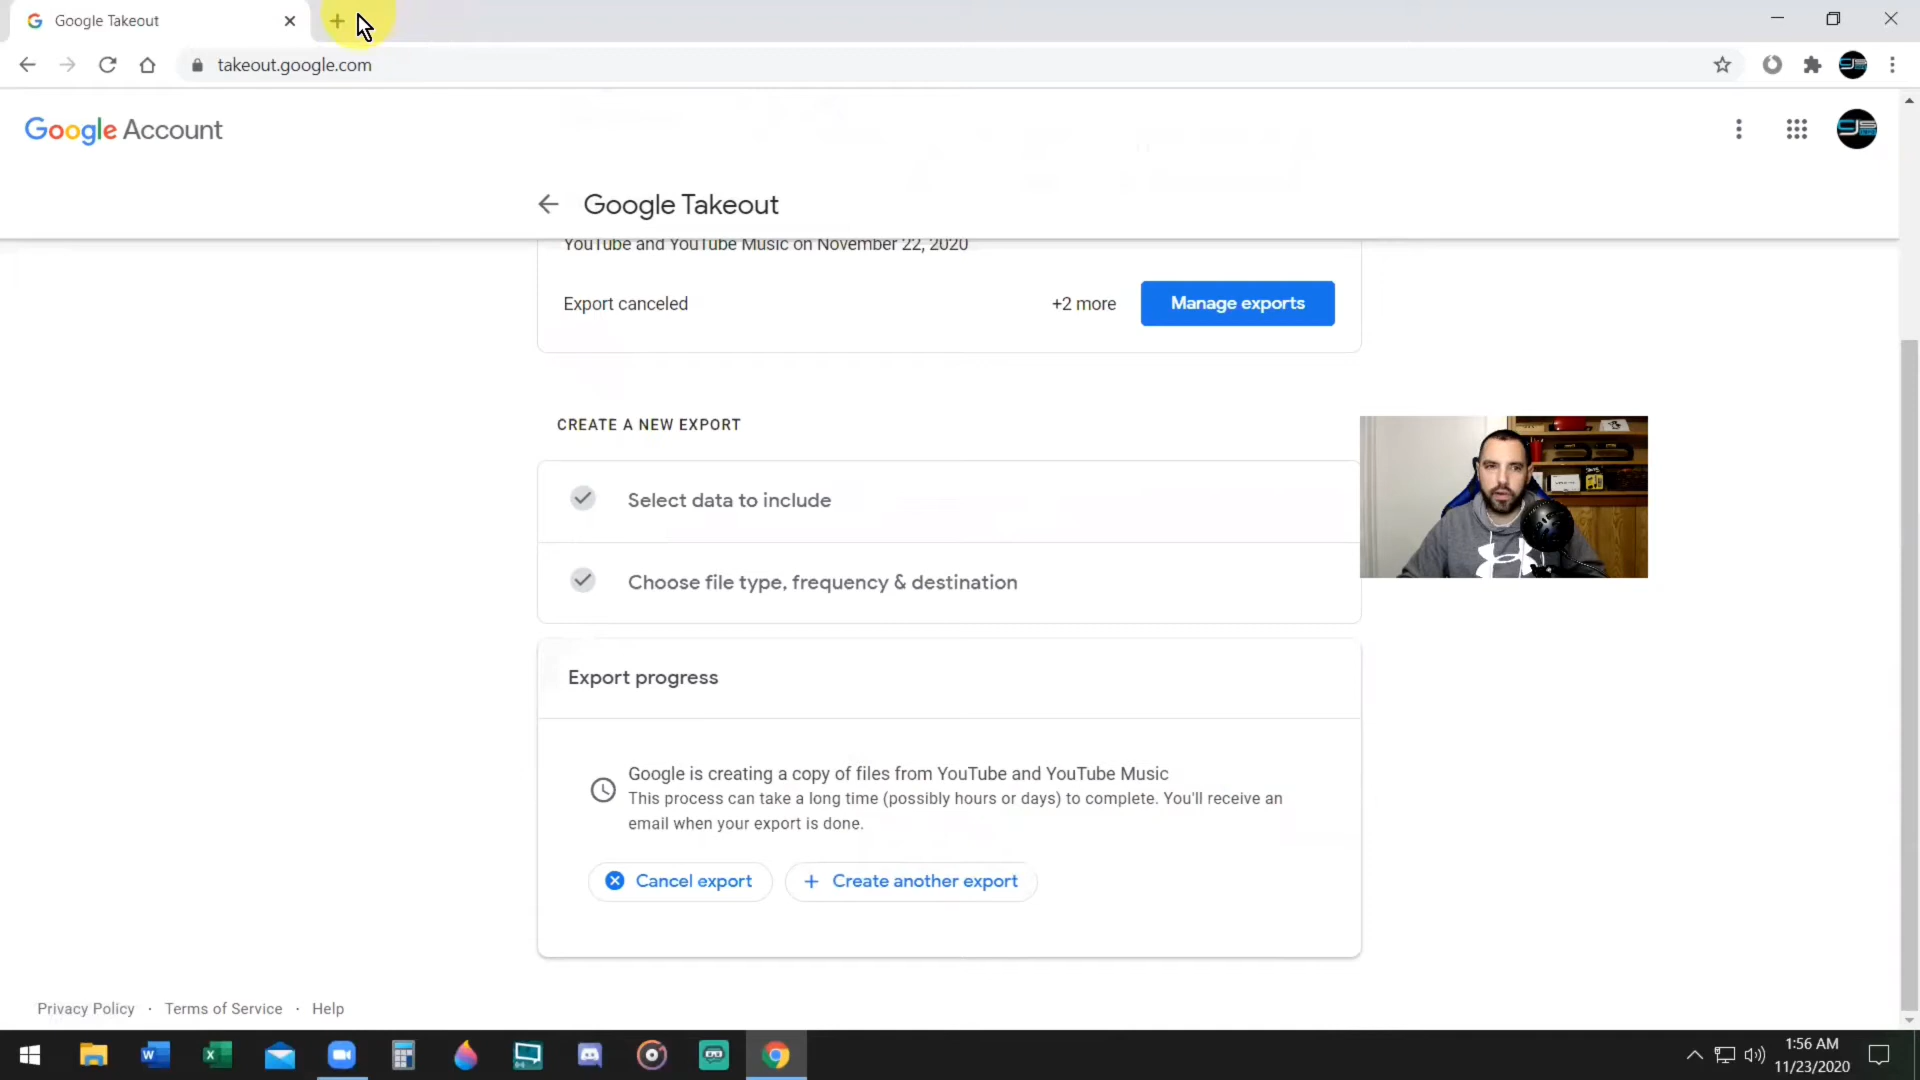 Google Takeout
takeout.google.com
Google Account
Google Takeout
YouTube and YouTube Music on November 22, 2020
Export canceled
+2 more
Manage exports
CREATE A NEW EXPORT
Select data to include
Choose file type, frequency & destination
Export progress
Google is creating a copy of files from YouTube and YouTube Music
This process can take a long time (possibly hours or days) to complete. You'll receive an
email when your export is done.
Cancel export
Create another export
Privacy Policy · Terms of Service · Help
1:56 AM
11/23/2020